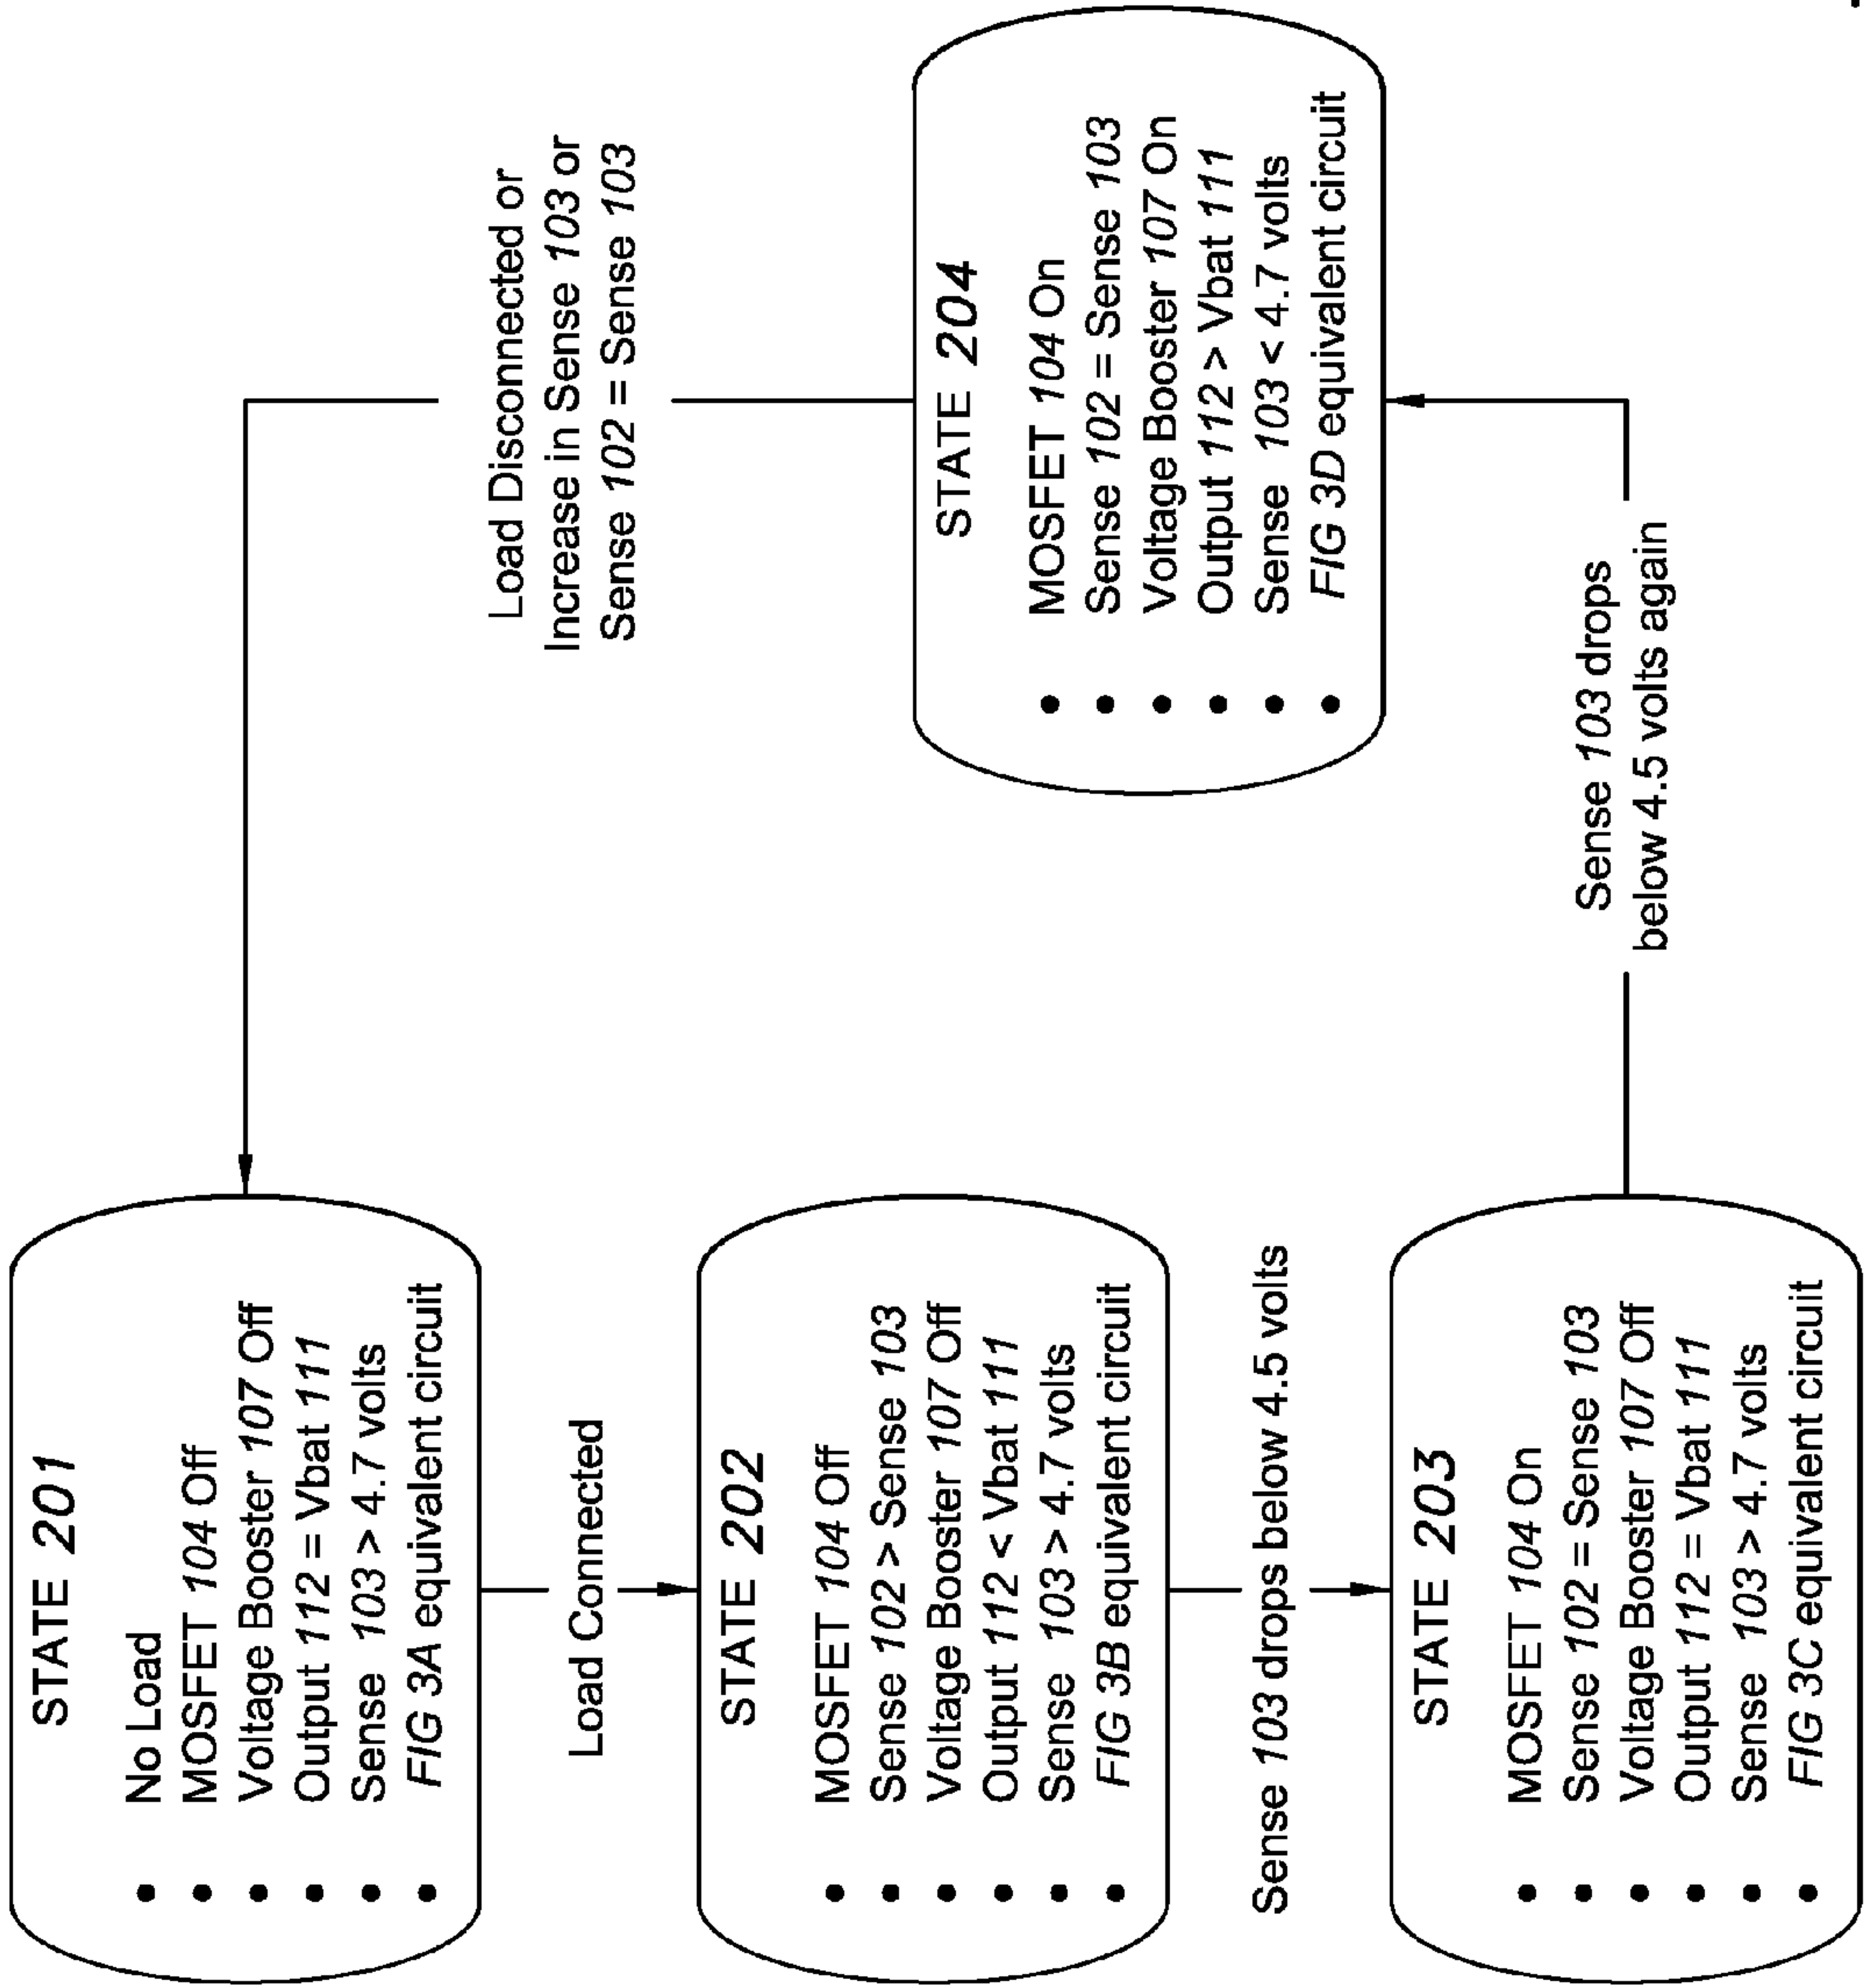 STATE 201
• No Load
• MOSFET 104 Off
• Voltage Booster 107 Off
• Output 112 = Vbat 111
• Sense 103 > 4.7 volts
• FIG 3A equivalent circuit
Load Connected
STATE 202
• MOSFET 104 Off
• Sense 102 > Sense 103
• Voltage Booster 107 Off
• Output 112 < Vbat 111
• Sense 103 > 4.7 volts
• FIG 3B equivalent circuit
Sense 103 drops below 4.5 volts
STATE 203
• MOSFET 104 On
• Sense 102 = Sense 103
• Voltage Booster 107 Off
• Output 112 = Vbat 111
• Sense 103 > 4.7 volts
• FIG 3C equivalent circuit
Sense 103 drops
below 4.5 volts again
STATE 204
• MOSFET 104 On
• Sense 102 = Sense 103
• Voltage Booster 107 On
• Output 112 > Vbat 111
• Sense 103 < 4.7 volts
• FIG 3D equivalent circuit
Load Disconnected or
Increase in Sense 103 or
Sense 102 = Sense 103